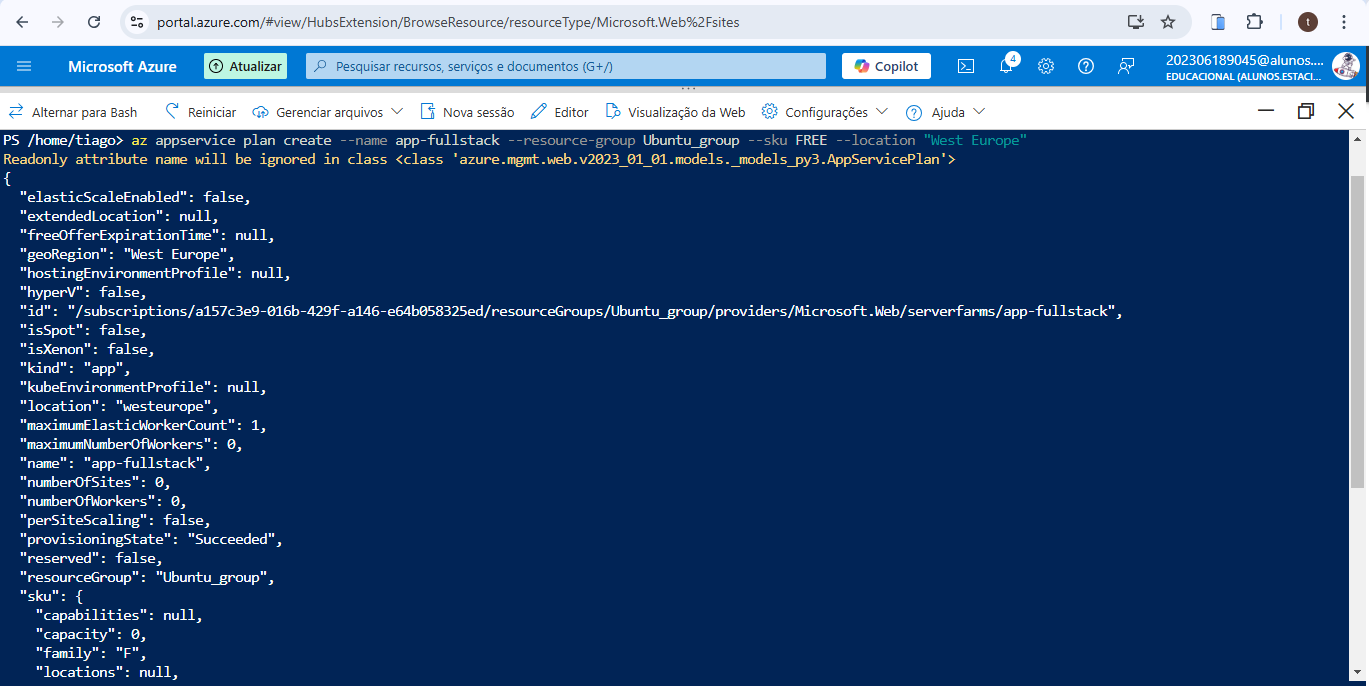 portal.azure.com/#view/HubsExtension/BrowseResource/resourceType/Microsoft.Web%2Fsites
t
Microsoft Azure
Atualizar
Pesquisar recursos, serviços e documentos (G+/)
Copilot
4
202306189045@alunos....
EDUCACIONAL (ALUNOS.ESTACI...
Alternar para Bash
Reiniciar
Gerenciar arquivos
Nova sessão
Editor
Visualização da Web
Configurações
Ajuda
PS /home/tiago> az appservice plan create --name app-fullstack --resource-group Ubuntu_group --sku FREE --location "West Europe"
Readonly attribute name will be ignored in class <class 'azure.mgmt.web.v2023_01_01.models._models_py3.AppServicePlan'>
{
  "elasticScaleEnabled": false,
  "extendedLocation": null,
  "freeOfferExpirationTime": null,
  "geoRegion": "West Europe",
  "hostingEnvironmentProfile": null,
  "hyperV": false,
  "id": "/subscriptions/a157c3e9-016b-429f-a146-e64b058325ed/resourceGroups/Ubuntu_group/providers/Microsoft.Web/serverfarms/app-fullstack",
  "isSpot": false,
  "isXenon": false,
  "kind": "app",
  "kubeEnvironmentProfile": null,
  "location": "westeurope",
  "maximumElasticWorkerCount": 1,
  "maximumNumberOfWorkers": 0,
  "name": "app-fullstack",
  "numberOfSites": 0,
  "numberOfWorkers": 0,
  "perSiteScaling": false,
  "provisioningState": "Succeeded",
  "reserved": false,
  "resourceGroup": "Ubuntu_group",
  "sku": {
    "capabilities": null,
    "capacity": 0,
    "family": "F",
    "locations": null,